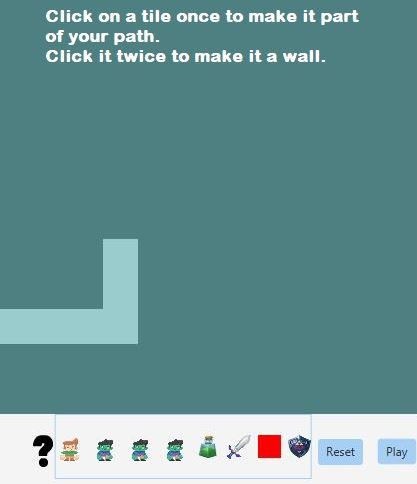 Click on a tile once to make it part
of your path.
Click it twice to make it a wall.
? Reset Play